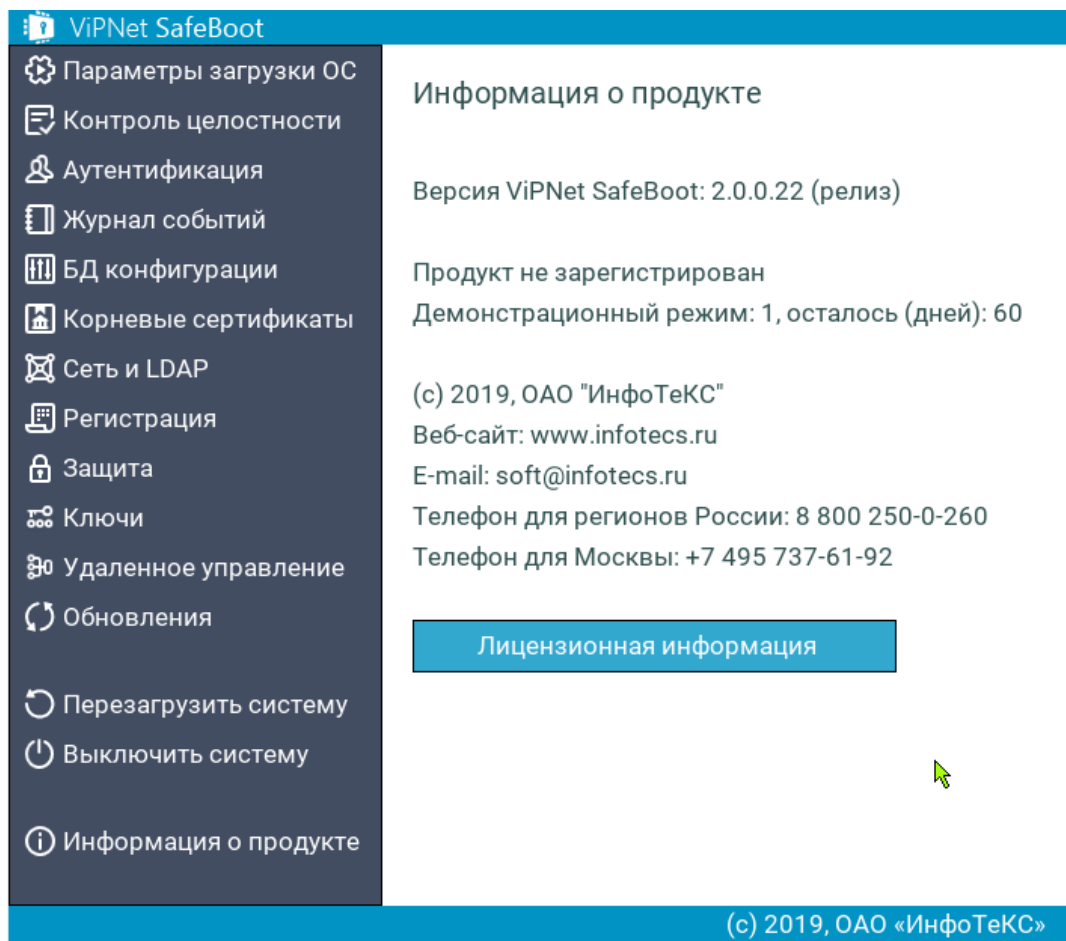 ViPNet SafeBoot
Параметры загрузки ОС
Контроль целостности
Аутентификация
Журнал событий
БД конфигурации
Корневые сертификаты
Сеть и LDAP
Регистрация
Защита
Ключи
Удаленное управление
Обновления
Перезагрузить систему
Выключить систему
Информация о продукте
Информация о продукте
Версия ViPNet SafeBoot: 2.0.0.22 (релиз)
Продукт не зарегистрирован
Демонстрационный режим: 1, осталось (дней): 60
(c) 2019, ОАО "ИнфоТеКС"
Веб-сайт: www.infotecs.ru
E-mail: soft@infotecs.ru
Телефон для регионов России: 8 800 250-0-260
Телефон для Москвы: +7 495 737-61-92
Лицензионная информация
(c) 2019, ОАО «ИнфоТеКС»